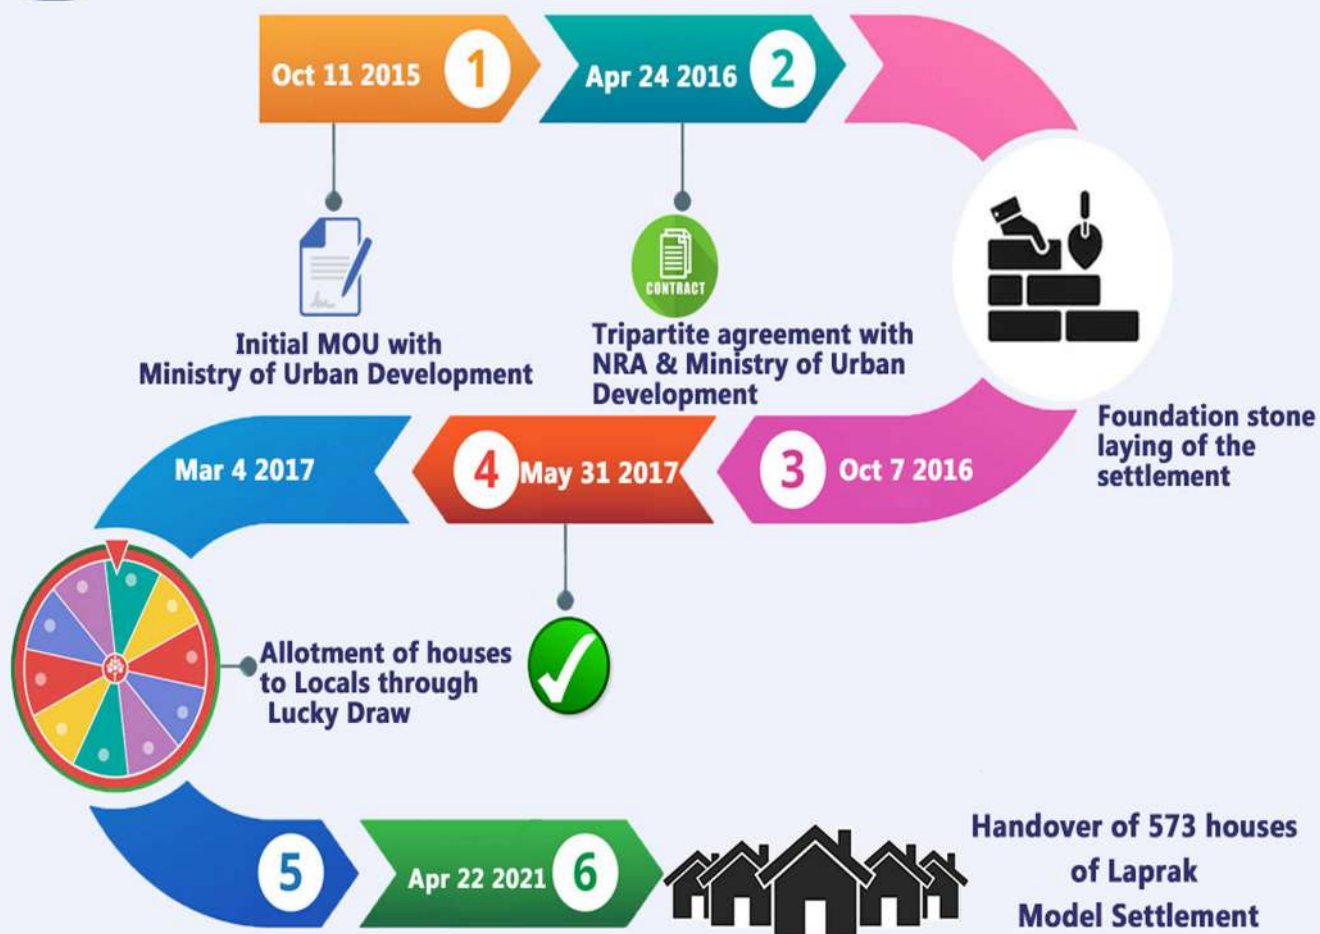 Oct 11 2015
1
Apr 24 2016
2
CONTRACT
Initial MOU with
Ministry of Urban Development
Tripartite agreement with
NRA & Ministry of Urban
Development
Foundation stone
laying of the
settlement
Oct 7 2016
3
May 31 2017
4
Mar 4 2017
Allotment of houses
to Locals through
Lucky Draw
5
Apr 22 2021
6
Handover of 573 houses
of Laprak
Model Settlement